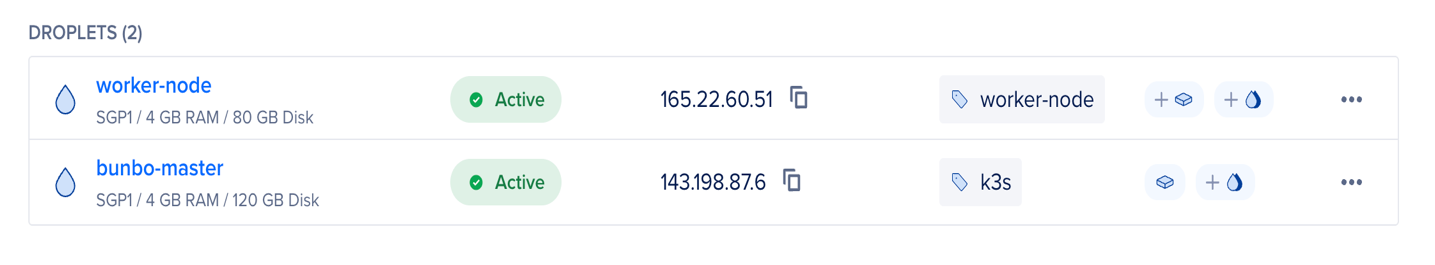 DROPLETS (2)
worker-node
SGP1 / 4 GB RAM / 80 GB Disk
Active
165.22.60.51
worker-node
bunbo-master
SGP1 / 4 GB RAM / 120 GB Disk
Active
143.198.87.6
k3s